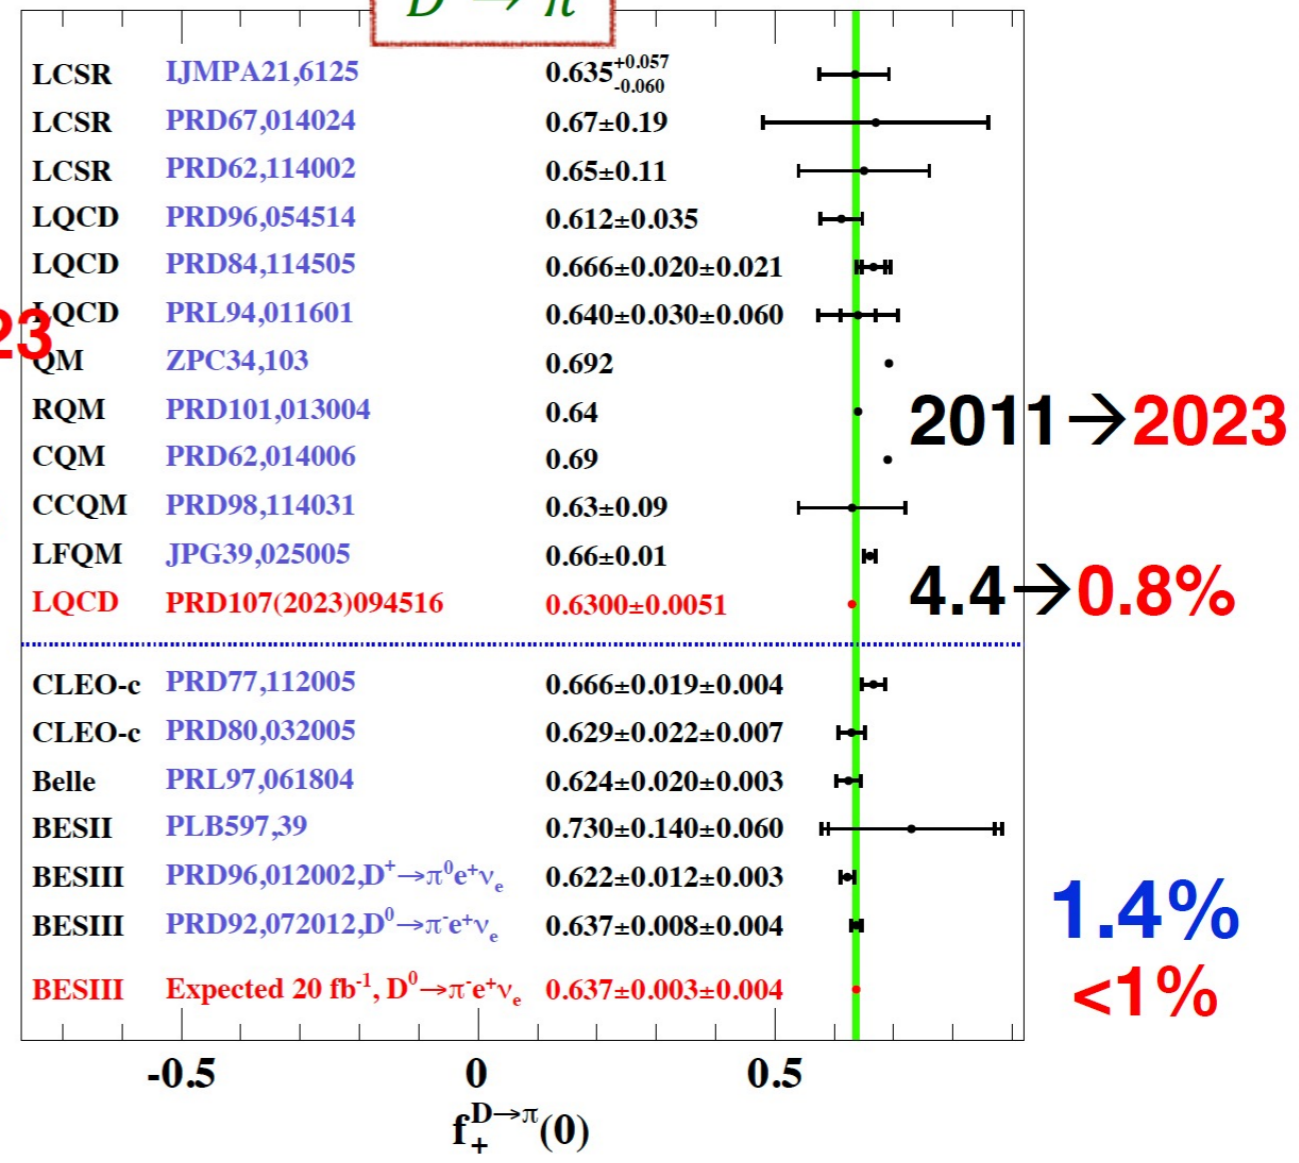 D → π
LCSR IJMPA21,6125 0.635 +0.057 -0.060
LCSR PRD67,014024 0.67±0.19
LCSR PRD62,114002 0.65±0.11
LQCD PRD96,054514 0.612±0.035
LQCD PRD84,114505 0.666±0.020±0.021
LQCD PRL94,011601 0.640±0.030±0.060
23
QM ZPC34,103 0.692
RQM PRD101,013004 0.64
2011→2023
CQM PRD62,014006 0.69
CCQM PRD98,114031 0.63±0.09
LFQM JPG39,025005 0.66±0.01
4.4→0.8%
LQCD PRD107(2023)094516 0.6300±0.0051
CLEO-c PRD77,112005 0.666±0.019±0.004
CLEO-c PRD80,032005 0.629±0.022±0.007
Belle PRL97,061804 0.624±0.020±0.003
BESII PLB597,39 0.730±0.140±0.060
BESIII PRD96,012002,D⁺→π⁰e⁺νₑ 0.622±0.012±0.003
BESIII PRD92,072012,D⁰→π⁻e⁺νₑ 0.637±0.008±0.004
1.4%
BESIII Expected 20 fb⁻¹, D⁰→π⁻e⁺νₑ 0.637±0.003±0.004
<1%
-0.5 0 0.5
f₊^{D→π}(0)